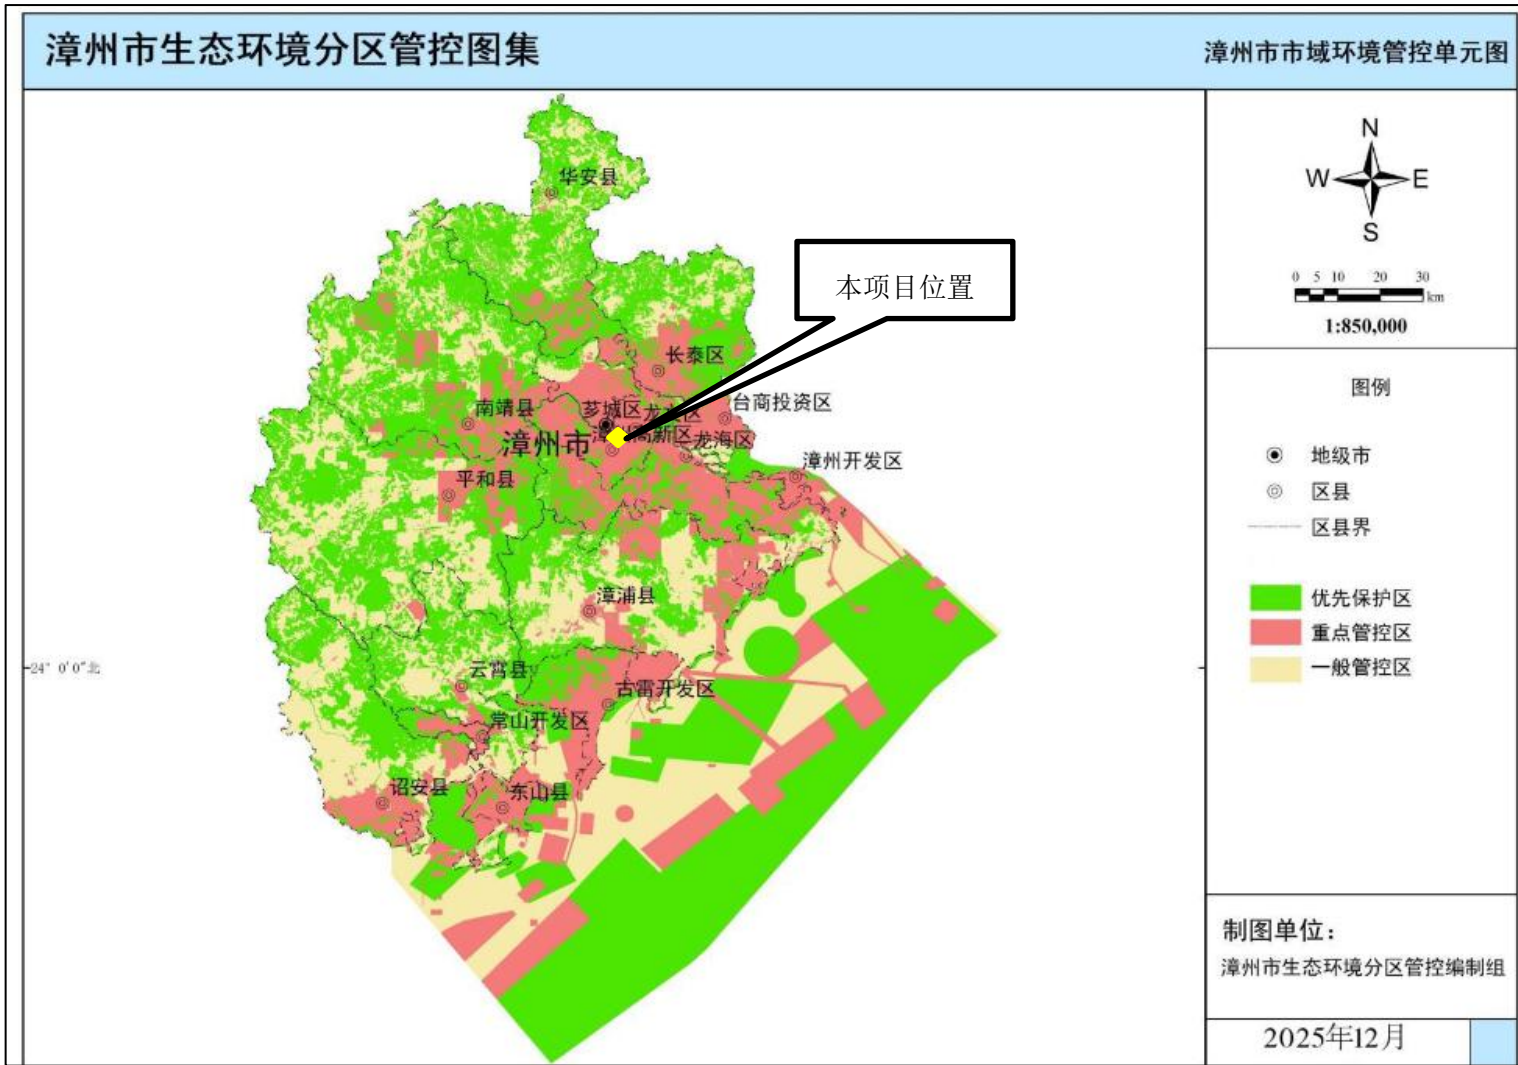 漳州市生态环境分区管控图集
漳州市市域环境管控单元图
N
W
E
S
0 5 10 20 30
km
1:850,000
图例
地级市
区县
区县界
优先保护区
重点管控区
一般管控区
制图单位：
漳州市生态环境分区管控编制组
2025年12月
24° 0'0"北
华安县
本项目位置
长泰区
南靖县
芗城区
台商投资区
漳州市
龙海区
漳州开发区
平和县
漳浦县
云霄县
古雷开发区
常山开发区
诏安县
东山县